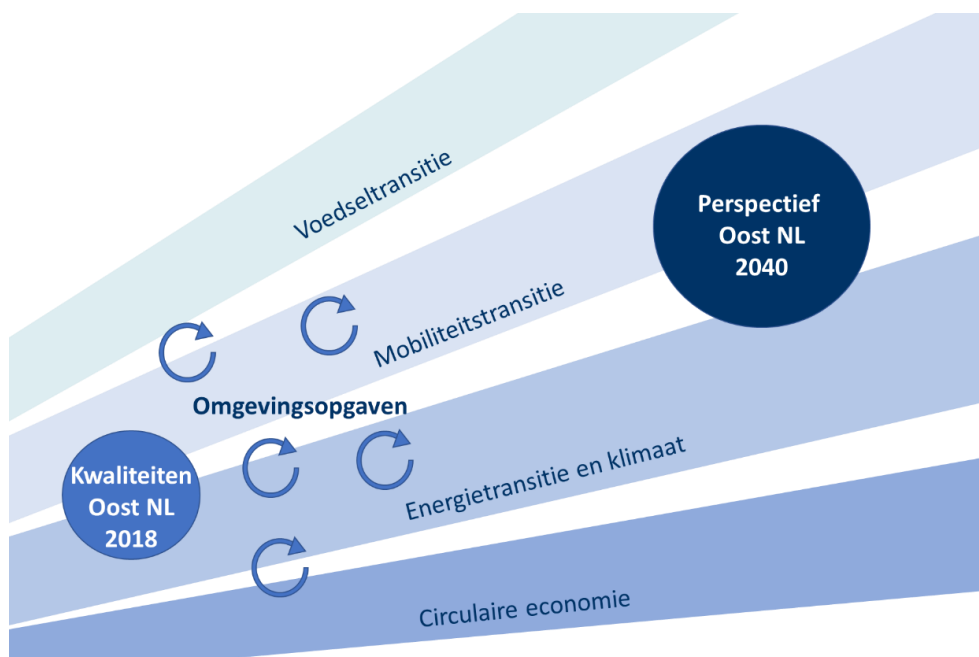 Voedseltransitie
Perspectief
Oost NL
2040
Mobiliteitstransitie
Omgevingsopgaven
Kwaliteiten
Oost NL
2018
Energietransitie en klimaat
Circulaire economie